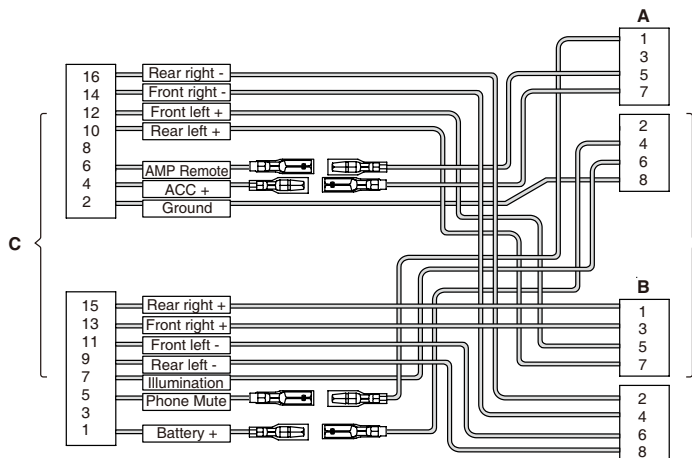 A
1
3
5
7
2
4
6
8
16 Rear right -
14 Front right -
12 Front left +
10 Rear left +
8
6 AMP Remote
4 ACC +
2 Ground
C
15 Rear right +
13 Front right +
11 Front left -
9 Rear left -
7 Illumination
5 Phone Mute
3
1 Battery +
B
1
3
5
7
2
4
6
8